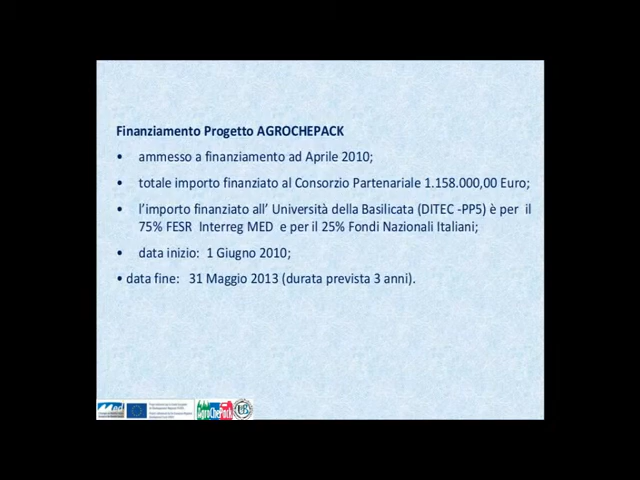 Finanziamento Progetto AGROCHEPACK
• ammesso a finanziamento ad Aprile 2010;
• totale importo finanziato al Consorzio Partenariale 1.158.000,00 Euro;
• l’importo finanziato all’ Università della Basilicata (DITEC -PP5) è per il
75% FESR Interreg MED e per il 25% Fondi Nazionali Italiani;
• data inizio: 1 Giugno 2010;
• data fine: 31 Maggio 2013 (durata prevista 3 anni).
AgroChePack